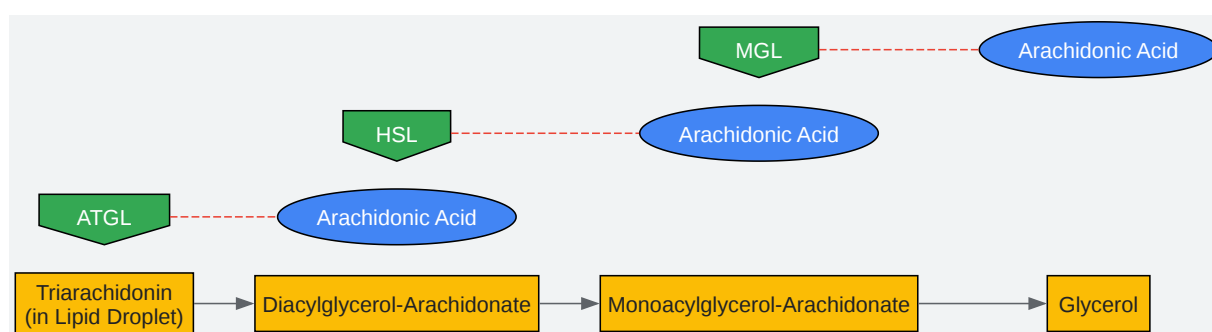 MGL
Arachidonic Acid
HSL
Arachidonic Acid
ATGL
Arachidonic Acid
Triarachidonin
(in Lipid Droplet)
Diacylglycerol-Arachidonate
Monoacylglycerol-Arachidonate
Glycerol